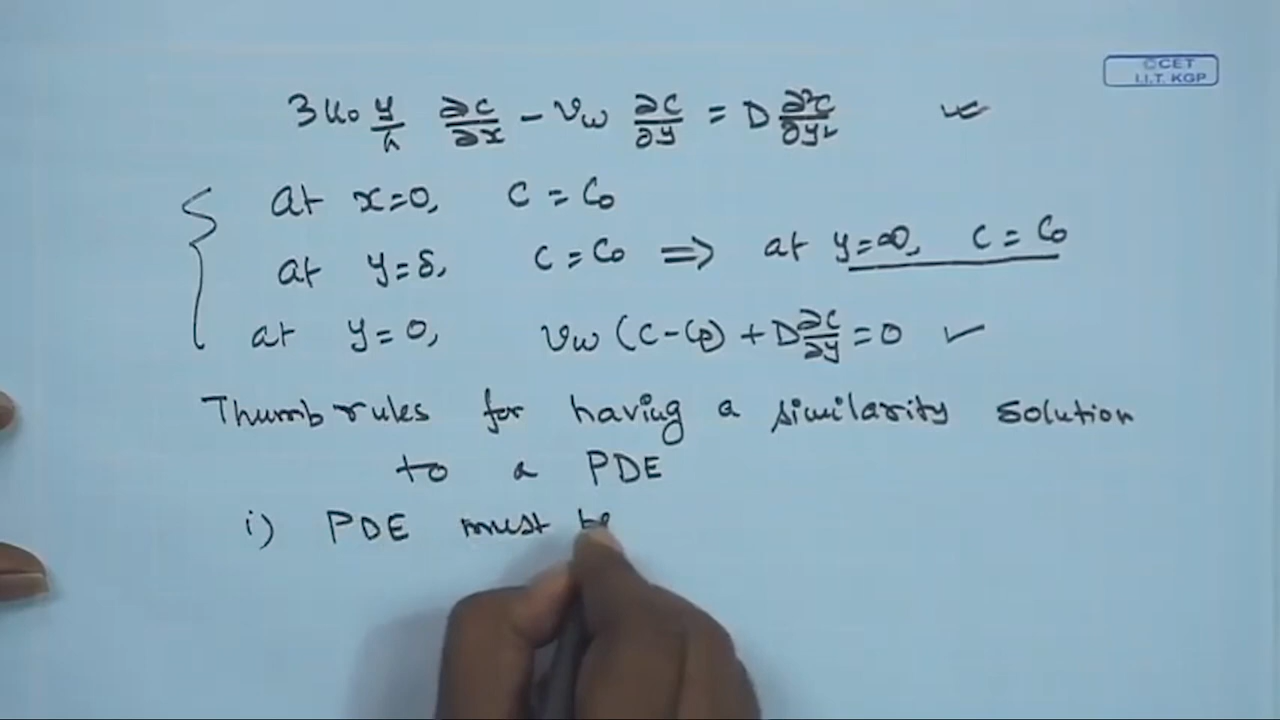 ©CET
I.I.T. KGP
3u₀ y/h ∂c/∂x - v_w ∂c/∂y = D ∂²c/∂y²
at x=0, c = c₀
at y=δ, c = c₀ ⇒ at y=∞, c = c₀
at y=0, v_w (c-c_p) + D ∂c/∂y = 0
Thumb rules for having a similarity solution
to a PDE
i) PDE must be